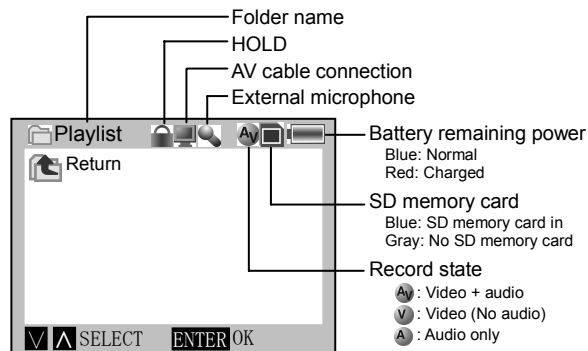 Folder name
HOLD
AV cable connection
External microphone
Playlist
AV
Return
SELECT ENTER OK
Battery remaining power
Blue: Normal
Red: Charged
SD memory card
Blue: SD memory card in
Gray: No SD memory card
Record state
AV : Video + audio
V : Video (No audio)
A : Audio only